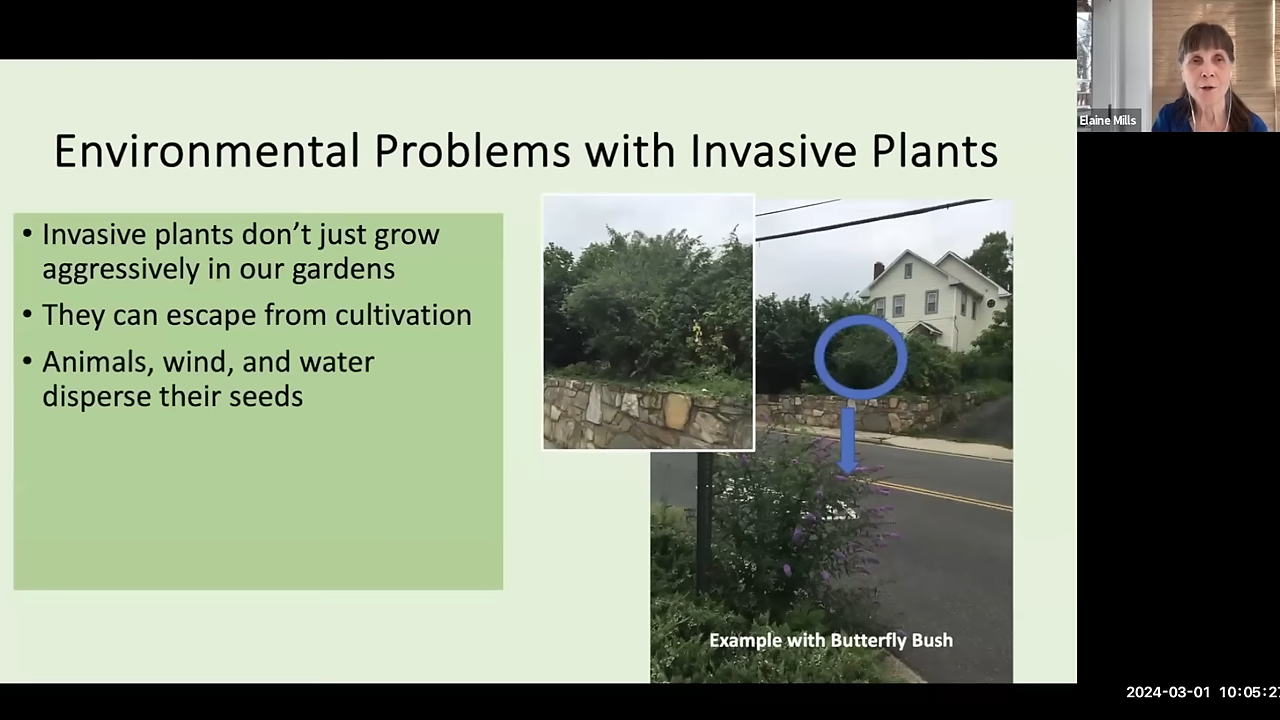 Elaine Mills
Environmental Problems with Invasive Plants
• Invasive plants don’t just grow
aggressively in our gardens
• They can escape from cultivation
• Animals, wind, and water
disperse their seeds
Example with Butterfly Bush
2024-03-01 10:05:27